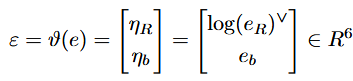 ε = ϑ(e) = [η_R η_b] = [log(e_R)^∨ e_b] ∈ R^6